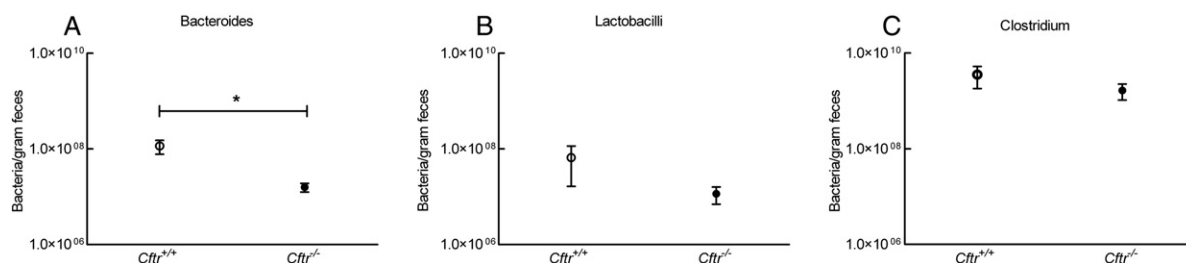 A
Bacteroides
1.0×10¹⁰
1.0×10⁰⁸
1.0×10⁰⁶
Bacteria/gram feces
*
Cftr⁺/⁺
Cftr⁻/⁻
B
Lactobacilli
1.0×10¹⁰
1.0×10⁰⁸
1.0×10⁰⁶
Bacteria/gram feces
Cftr⁺/⁺
Cftr⁻/⁻
C
Clostridium
1.0×10¹⁰
1.0×10⁰⁸
1.0×10⁰⁶
Bacteria/gram feces
Cftr⁺/⁺
Cftr⁻/⁻